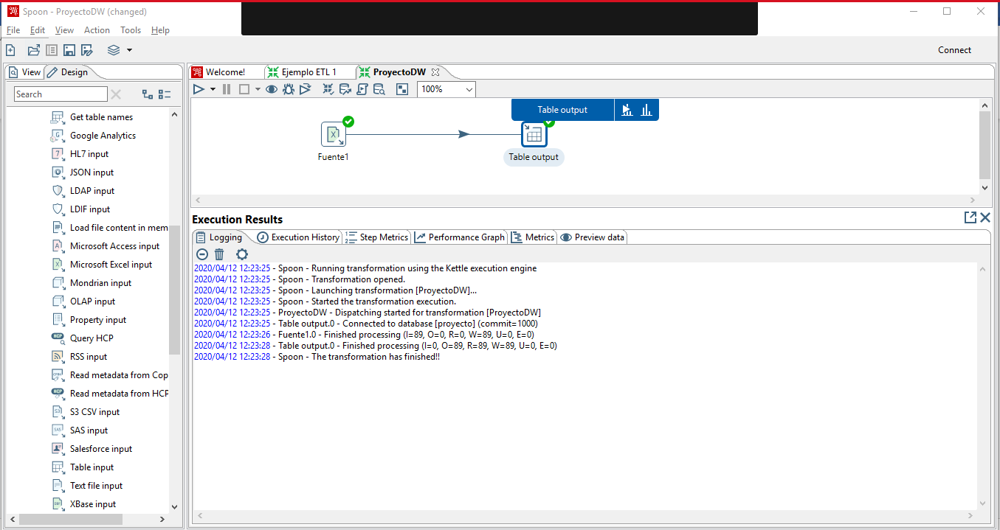 Spoon - ProyectoDW (changed)
File Edit View Action Tools Help
Connect
View Design
Search
Get table names
Google Analytics
HL7 input
JSON input
LDAP input
LDIF input
Load file content in mem
Microsoft Access input
Microsoft Excel input
Mondrian input
OLAP input
Property input
Query HCP
RSS input
Read metadata from Cop
Read metadata from HCP
S3 CSV input
SAS input
Salesforce input
Table input
Text file input
XBase input
Welcome! Ejemplo ETL 1 ProyectoDW
100%
Table output
Fuente1
Table output
Execution Results
Logging Execution History Step Metrics Performance Graph Metrics Preview data
2020/04/12 12:23:25 - Spoon - Running transformation using the Kettle execution engine
2020/04/12 12:23:25 - Spoon - Transformation opened.
2020/04/12 12:23:25 - Spoon - Launching transformation [ProyectoDW]...
2020/04/12 12:23:25 - Spoon - Started the transformation execution.
2020/04/12 12:23:25 - ProyectoDW - Dispatching started for transformation [ProyectoDW]
2020/04/12 12:23:25 - Table output.0 - Connected to database [proyecto] (commit=1000)
2020/04/12 12:23:26 - Fuente1.0 - Finished processing (I=89, O=0, R=0, W=89, U=0, E=0)
2020/04/12 12:23:28 - Table output.0 - Finished processing (I=0, O=89, R=89, W=89, U=0, E=0)
2020/04/12 12:23:28 - Spoon - The transformation has finished!!